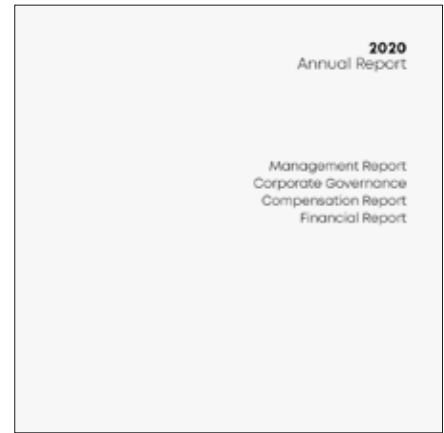 2020
Annual Report
Management Report
Corporate Governance
Compensation Report
Financial Report